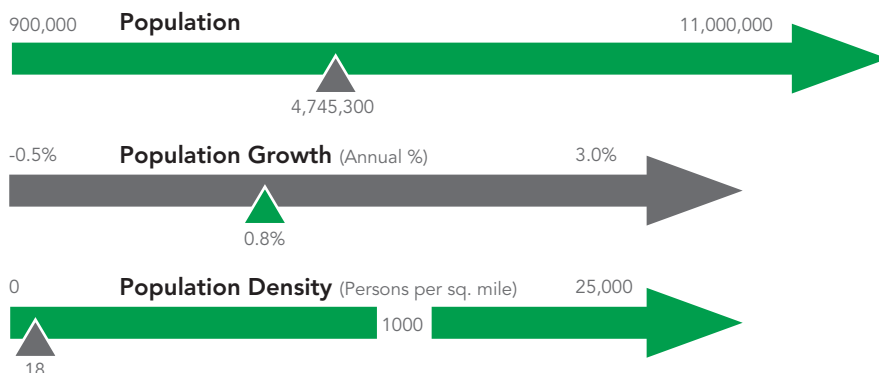 900,000 Population 11,000,000
4,745,300
-0.5% Population Growth (Annual %) 3.0%
0.8%
0 Population Density (Persons per sq. mile) 25,000
1000
18